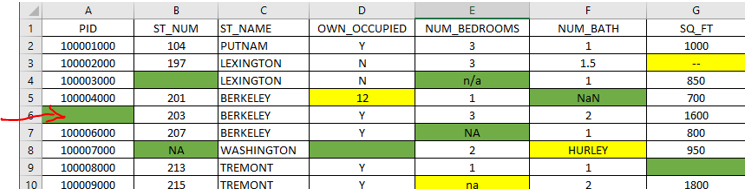 A B C D E F G
1 PID ST_NUM ST_NAME OWN_OCCUPIED NUM_BEDROOMS NUM_BATH SQ_FT
2 100001000 104 PUTNAM Y 3 1 1000
3 100002000 197 LEXINGTON N 3 1.5 --
4 100003000 LEXINGTON N n/a 1 850
5 100004000 201 BERKELEY 12 1 NaN 700
6 203 BERKELEY Y 3 2 1600
7 100006000 207 BERKELEY Y NA 1 800
8 100007000 NA WASHINGTON 2 HURLEY 950
9 100008000 213 TREMONT Y 1 1
10 100009000 215 TREMONT Y na 2 1800